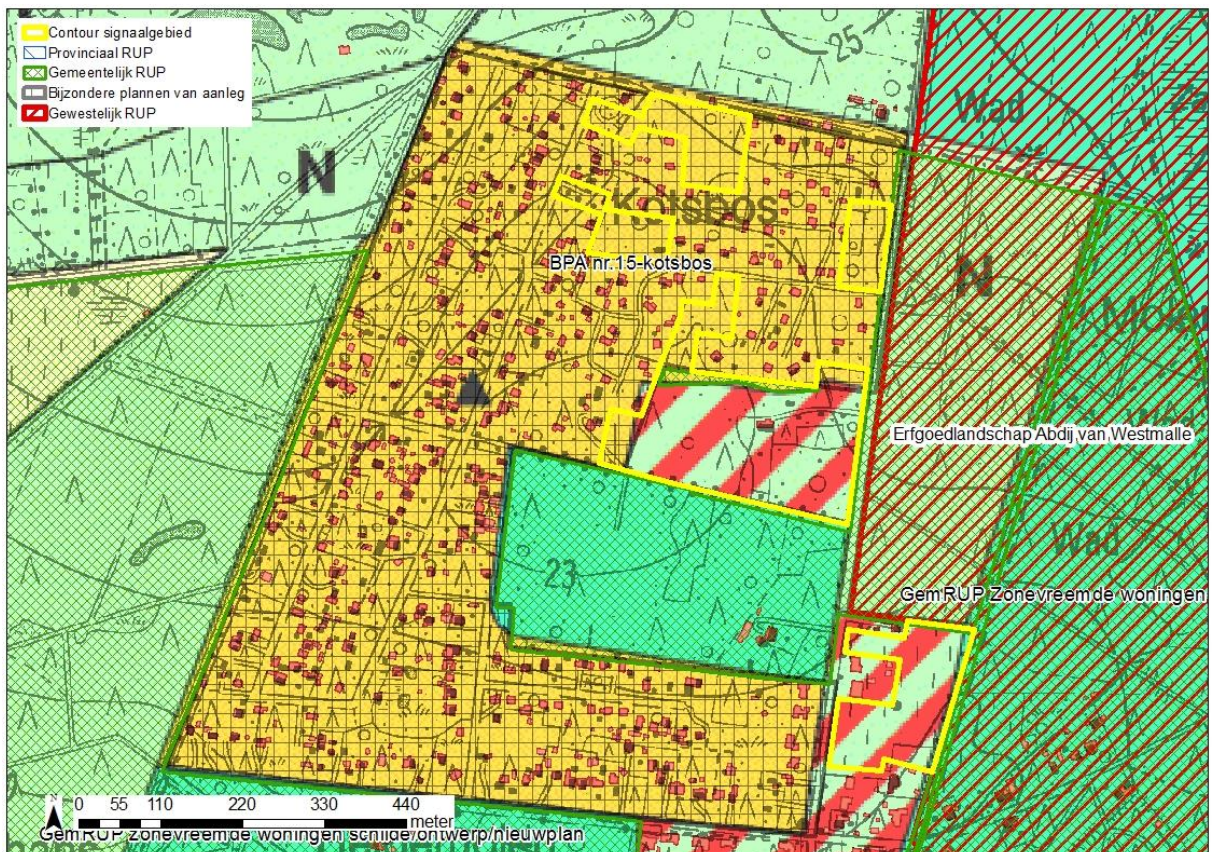 Contour signaalgebied
Provinciaal RUP
Gemeentelijk RUP
Bijzondere plannen van aanleg
Gewestelijk RUP
25
Wad
N
Kotsbos
BPA nr.15-kotsbos
N
Erfgoedlandschap Abdij van Westmalle
23
Wad
Gem RUP Zonevreemde woningen
N
0 55 110 220 330 440
meter
Gem RUP zonevreemde woningen schilde/ontwerp/nieuwplan